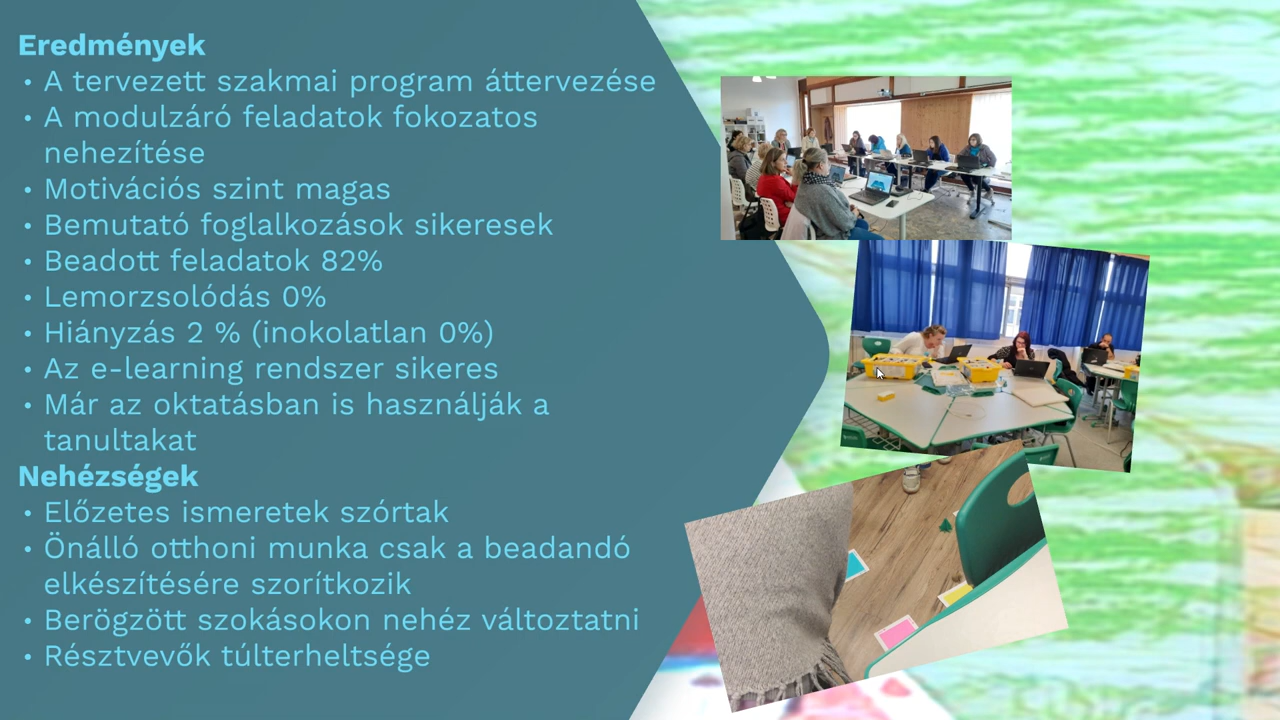 Eredmények
• A tervezett szakmai program áttervezése
• A modulzáró feladatok fokozatos
nehezítése
• Motivációs szint magas
• Bemutató foglalkozások sikeresek
• Beadott feladatok 82%
• Lemorzsolódás 0%
• Hiányzás 2 % (inokolatlan 0%)
• Az e-learning rendszer sikeres
• Már az oktatásban is használják a
tanultakat
Nehézségek
• Előzetes ismeretek szórtak
• Önálló otthoni munka csak a beadandó
elkészítésére szorítkozik
• Berögzött szokásokon nehéz változtatni
• Résztvevők túlterheltsége